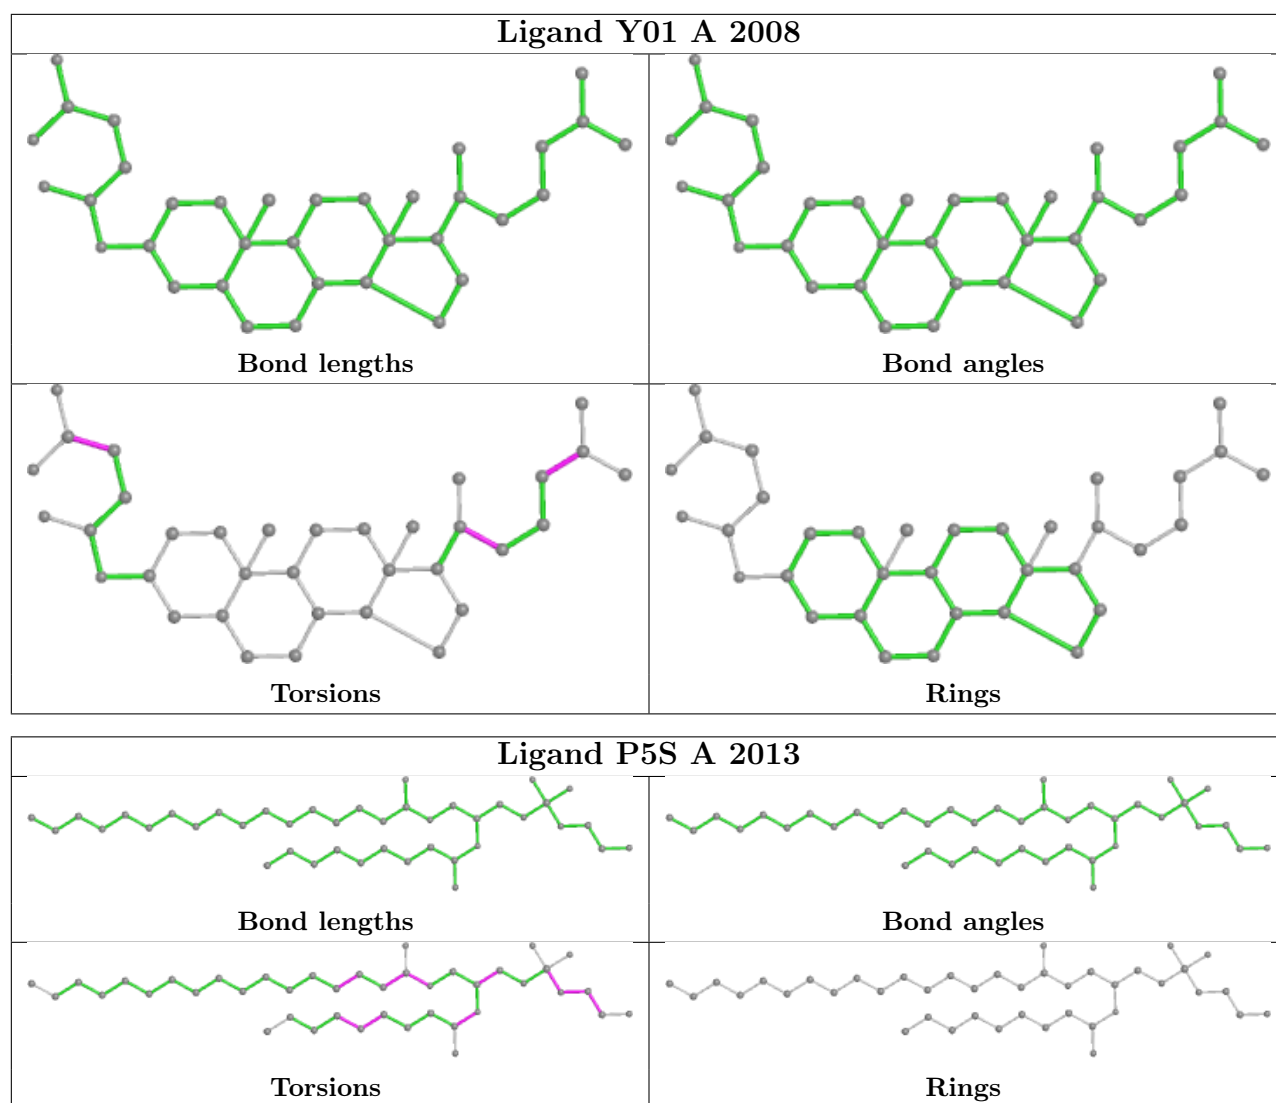 Ligand Y01 A 2008
Bond lengths
Bond angles
Torsions
Rings
Ligand P5S A 2013
Bond lengths
Bond angles
Torsions
Rings